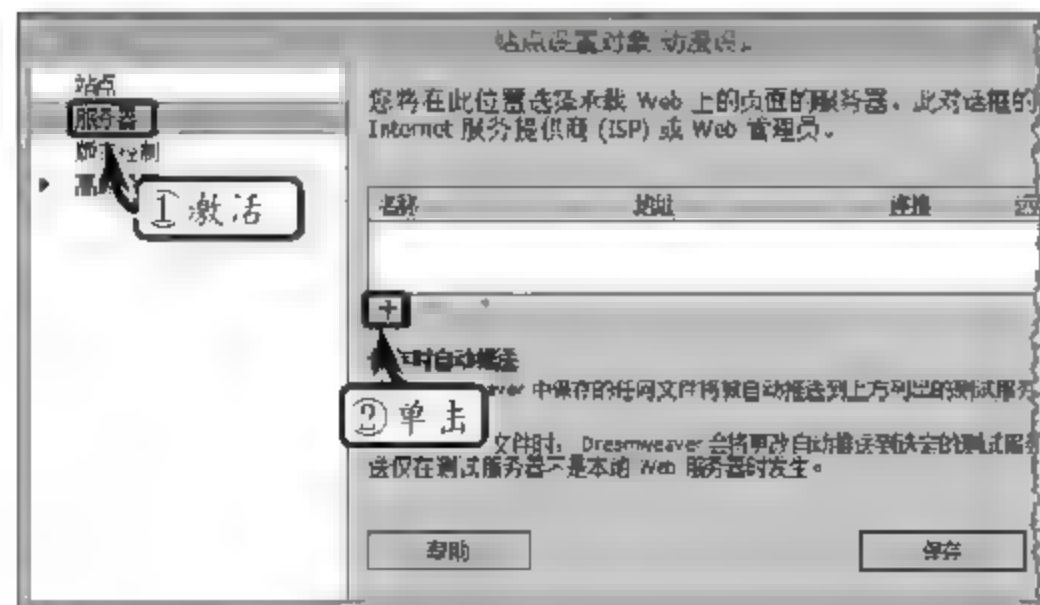 站点设置对象 动漫设
站点
服务器
版本控制
高级
①激活
您将在此位置选择承载 Web 上的页面的服务器。此对话框的
Internet 服务提供商 (ISP) 或 Web 管理员。
名称 地址 连接 远
+
时自动推送
ver 中保存的任何文件将被自动推送到上方列出的测试服务
②单击
文件时， Dreamweaver 会将更改自动推送到选定的测试服务
送仅在测试服务器不是本地 Web 服务器时发生。
帮助 保存